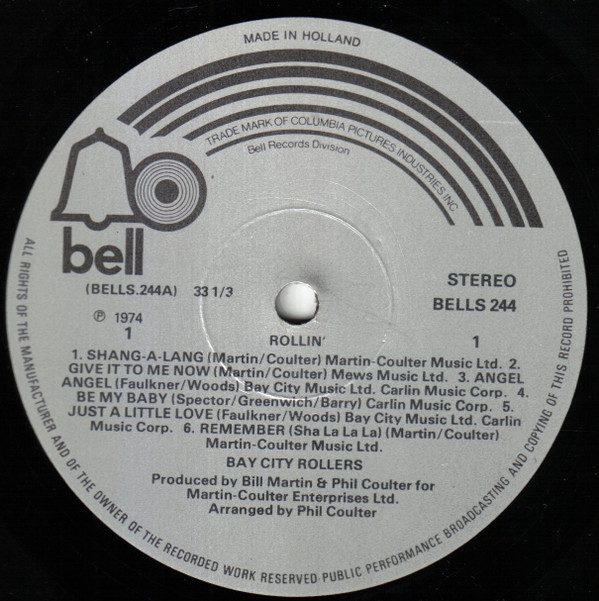 MADE IN HOLLAND
TRADE MARK OF COLUMBIA PICTURES INDUSTRIES INC.
Bell Records Division
bell
(BELLS.244A) 33 1/3
STEREO
BELLS 244
℗ 1974
1
1
ROLLIN'
1. SHANG-A-LANG (Martin/Coulter) Martin-Coulter Music Ltd. 2.
GIVE IT TO ME NOW (Martin/Coulter) Mews Music Ltd. 3. ANGEL
ANGEL (Faulkner/Woods) Bay City Music Ltd. Carlin Music Corp. 4.
BE MY BABY (Spector/Greenwich/Barry) Carlin Music Corp. 5.
JUST A LITTLE LOVE (Faulkner/Woods) Bay City Music Ltd. Carlin
Music Corp. 6. REMEMBER (Sha La La La) (Martin/Coulter)
Martin-Coulter Music Ltd.
BAY CITY ROLLERS
Produced by Bill Martin & Phil Coulter for
Martin-Coulter Enterprises Ltd.
Arranged by Phil Coulter
ALL RIGHTS OF THE MANUFACTURER AND OF THE OWNER OF THE RECORDED WORK RESERVED·PUBLIC PERFORMANCE BROADCASTING AND COPYING OF THIS RECORD PROHIBITED